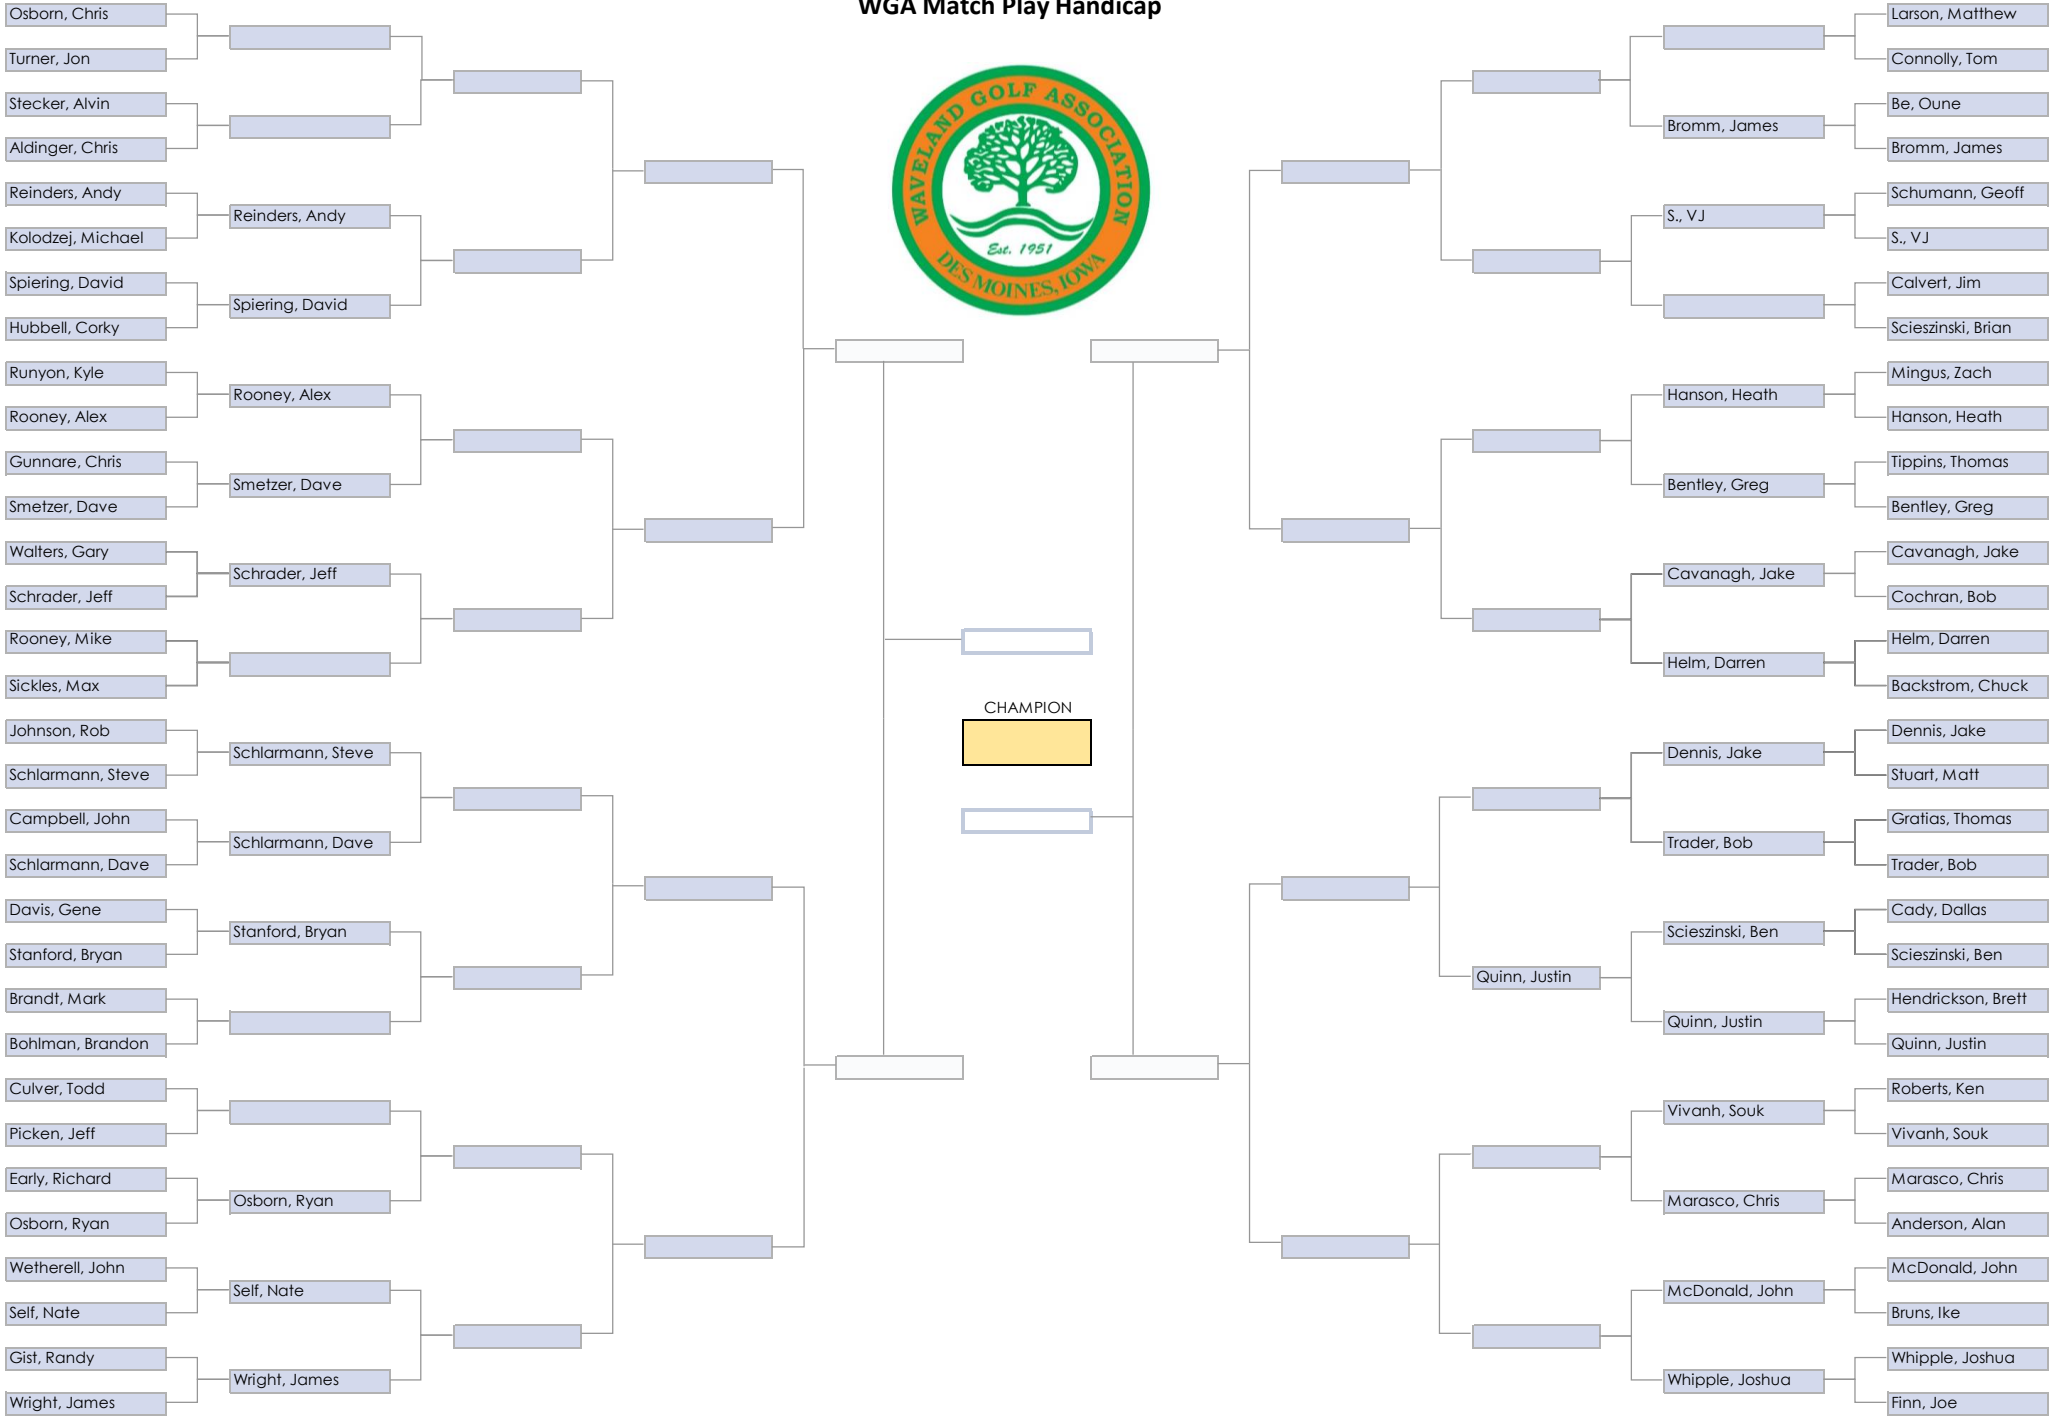 WGA Match Play Handicap
WAVELAND GOLF ASSOCIATION
Est. 1951
DES MOINES, IOWA
Osborn, Chris
Turner, Jon
Stecker, Alvin
Aldinger, Chris
Reinders, Andy
Kolodzej, Michael
Spiering, David
Hubbell, Corky
Runyon, Kyle
Rooney, Alex
Gunnare, Chris
Smetzer, Dave
Walters, Gary
Schrader, Jeff
Rooney, Mike
Sickles, Max
Johnson, Rob
Schlarmann, Steve
Campbell, John
Schlarmann, Dave
Davis, Gene
Stanford, Bryan
Brandt, Mark
Bohlman, Brandon
Culver, Todd
Picken, Jeff
Early, Richard
Osborn, Ryan
Wetherell, John
Self, Nate
Gist, Randy
Wright, James
Reinders, Andy
Spiering, David
Rooney, Alex
Smetzer, Dave
Schrader, Jeff
Schlarmann, Steve
Schlarmann, Dave
Stanford, Bryan
Osborn, Ryan
Self, Nate
Wright, James
CHAMPION
Quinn, Justin
Bromm, James
S., VJ
Hanson, Heath
Bentley, Greg
Cavanagh, Jake
Helm, Darren
Dennis, Jake
Trader, Bob
Scieszinski, Ben
Quinn, Justin
Vivanh, Souk
Marasco, Chris
McDonald, John
Whipple, Joshua
Larson, Matthew
Connolly, Tom
Be, Oune
Bromm, James
Schumann, Geoff
S., VJ
Calvert, Jim
Scieszinski, Brian
Mingus, Zach
Hanson, Heath
Tippins, Thomas
Bentley, Greg
Cavanagh, Jake
Cochran, Bob
Helm, Darren
Backstrom, Chuck
Dennis, Jake
Stuart, Matt
Gratias, Thomas
Trader, Bob
Cady, Dallas
Scieszinski, Ben
Hendrickson, Brett
Quinn, Justin
Roberts, Ken
Vivanh, Souk
Marasco, Chris
Anderson, Alan
McDonald, John
Bruns, Ike
Whipple, Joshua
Finn, Joe